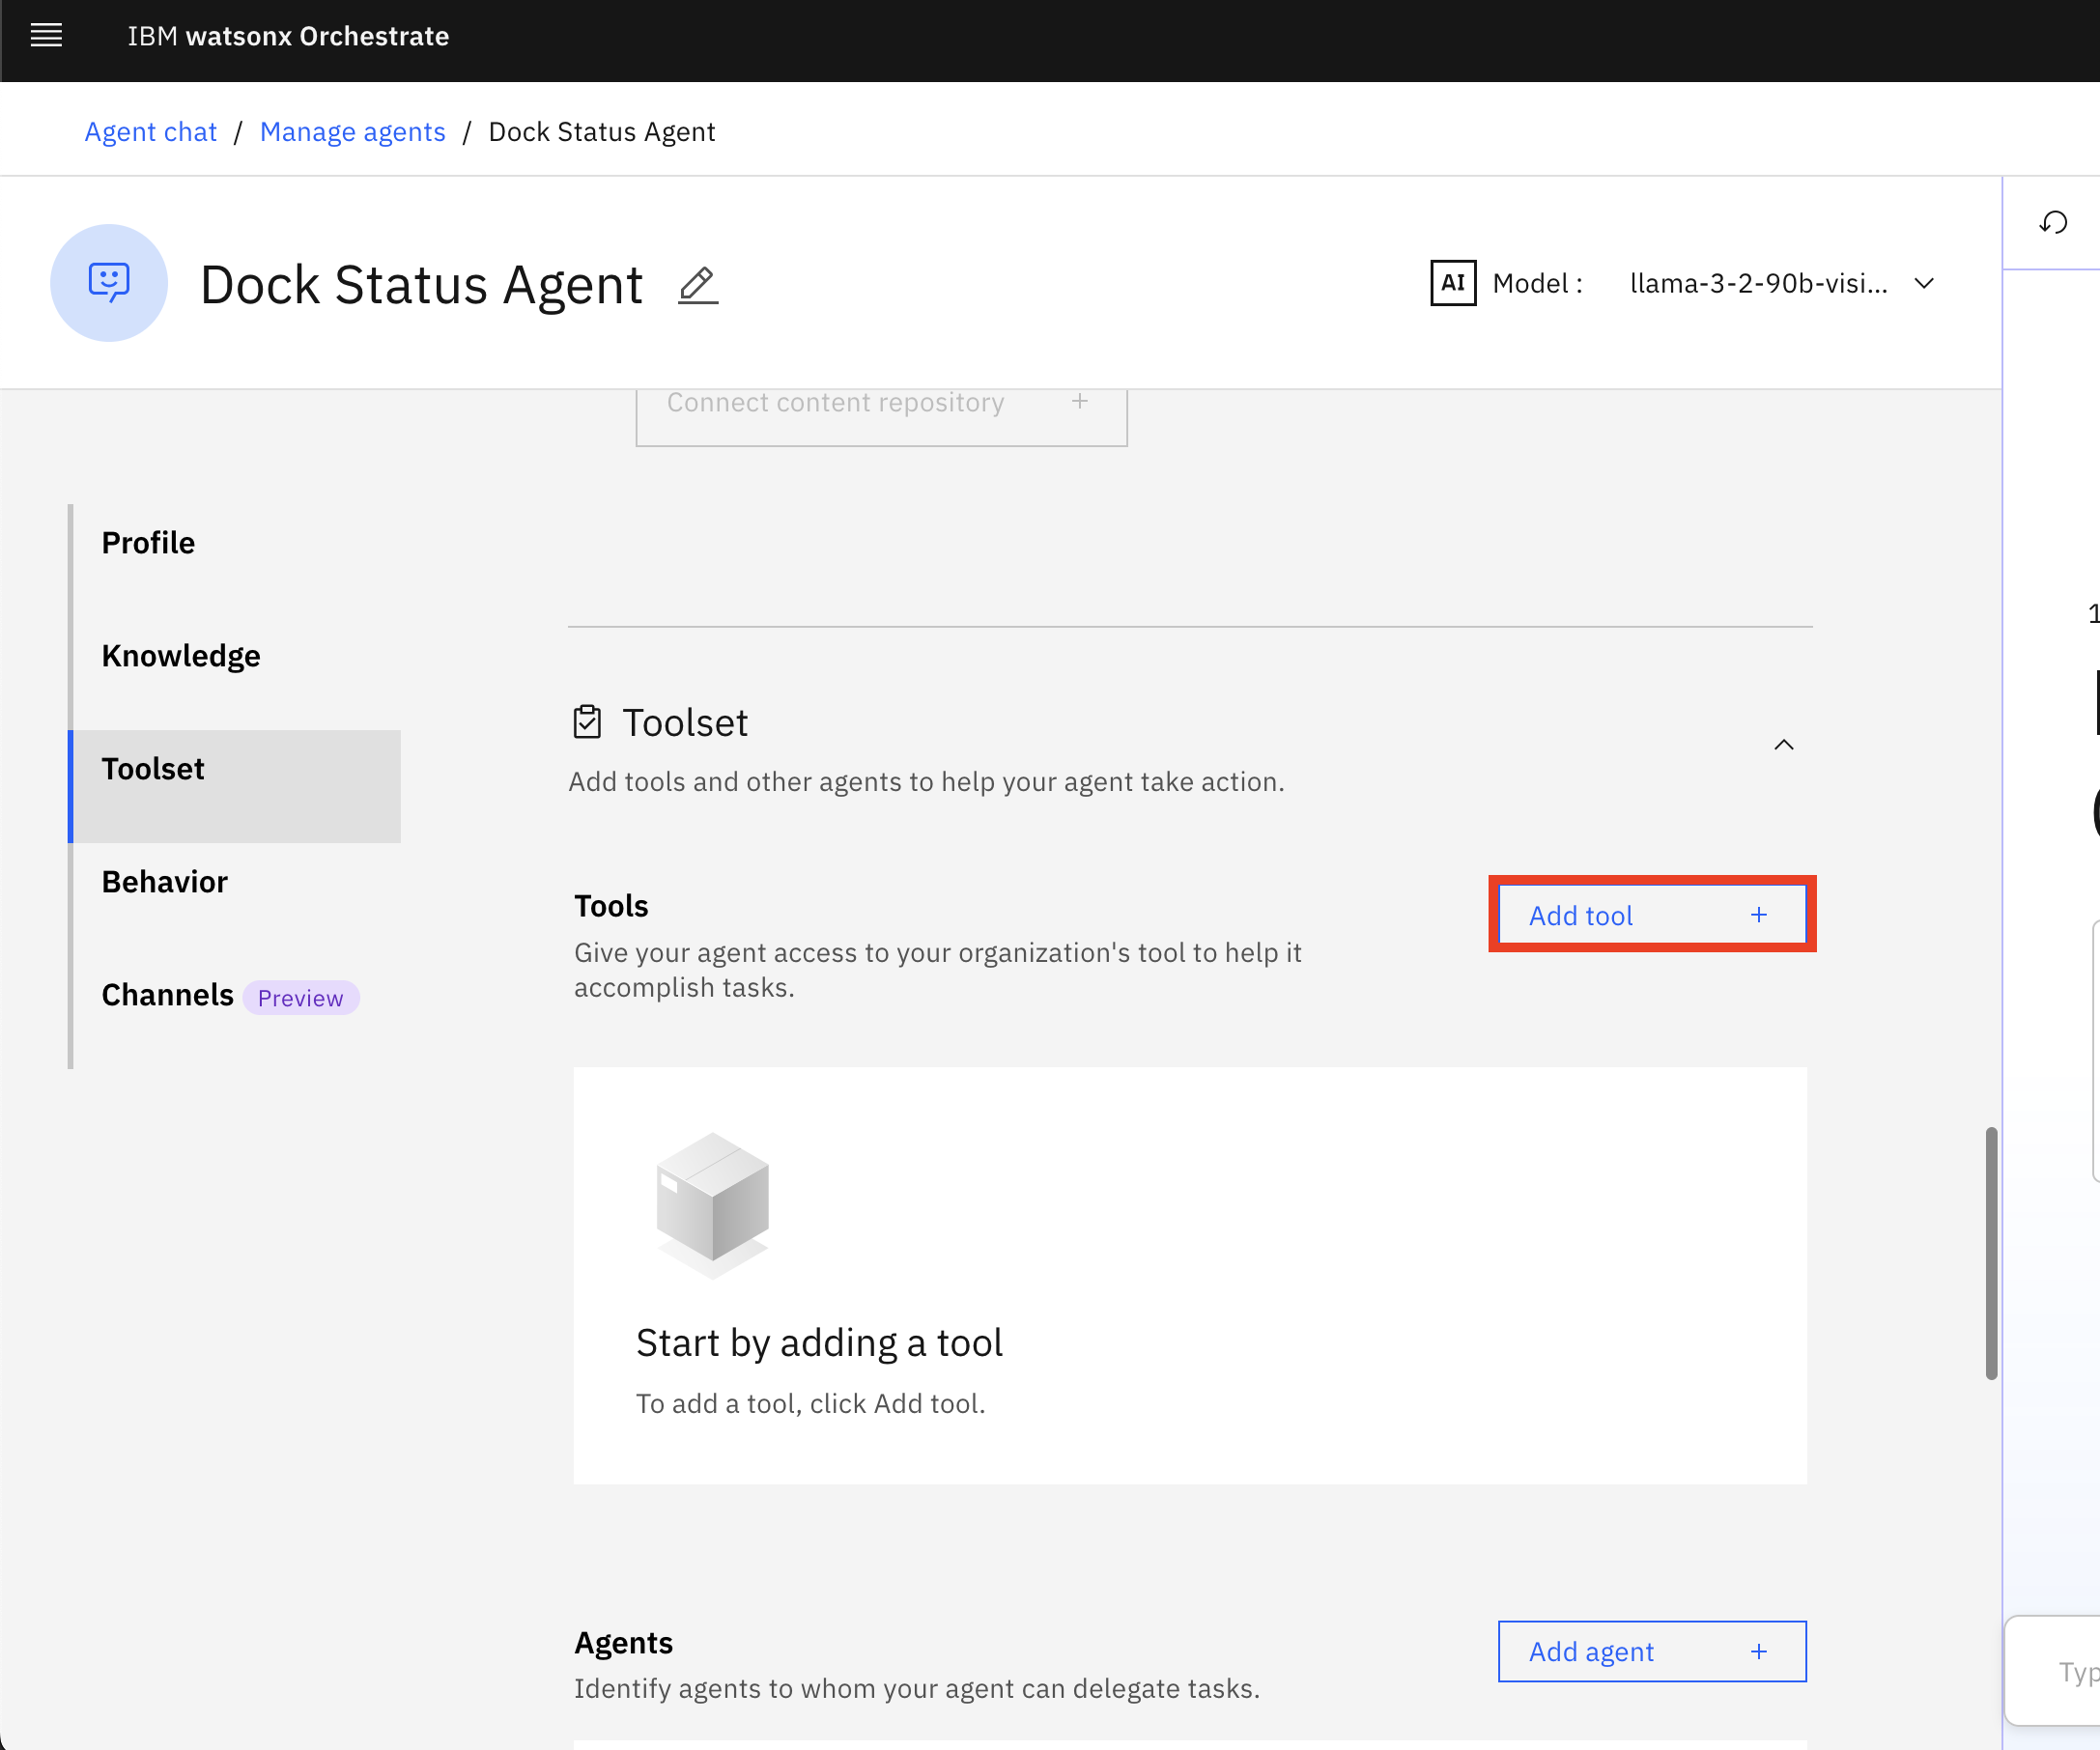 IBM watsonx Orchestrate
Agent chat / Manage agents / Dock Status Agent
Dock Status Agent
AI Model : llama-3-2-90b-visi...
Connect content repository +
Profile
Knowledge
Toolset
Behavior
Channels Preview
Toolset
Add tools and other agents to help your agent take action.
Tools
Add tool +
Give your agent access to your organization's tool to help it
accomplish tasks.
Start by adding a tool
To add a tool, click Add tool.
Agents
Add agent +
Identify agents to whom your agent can delegate tasks.